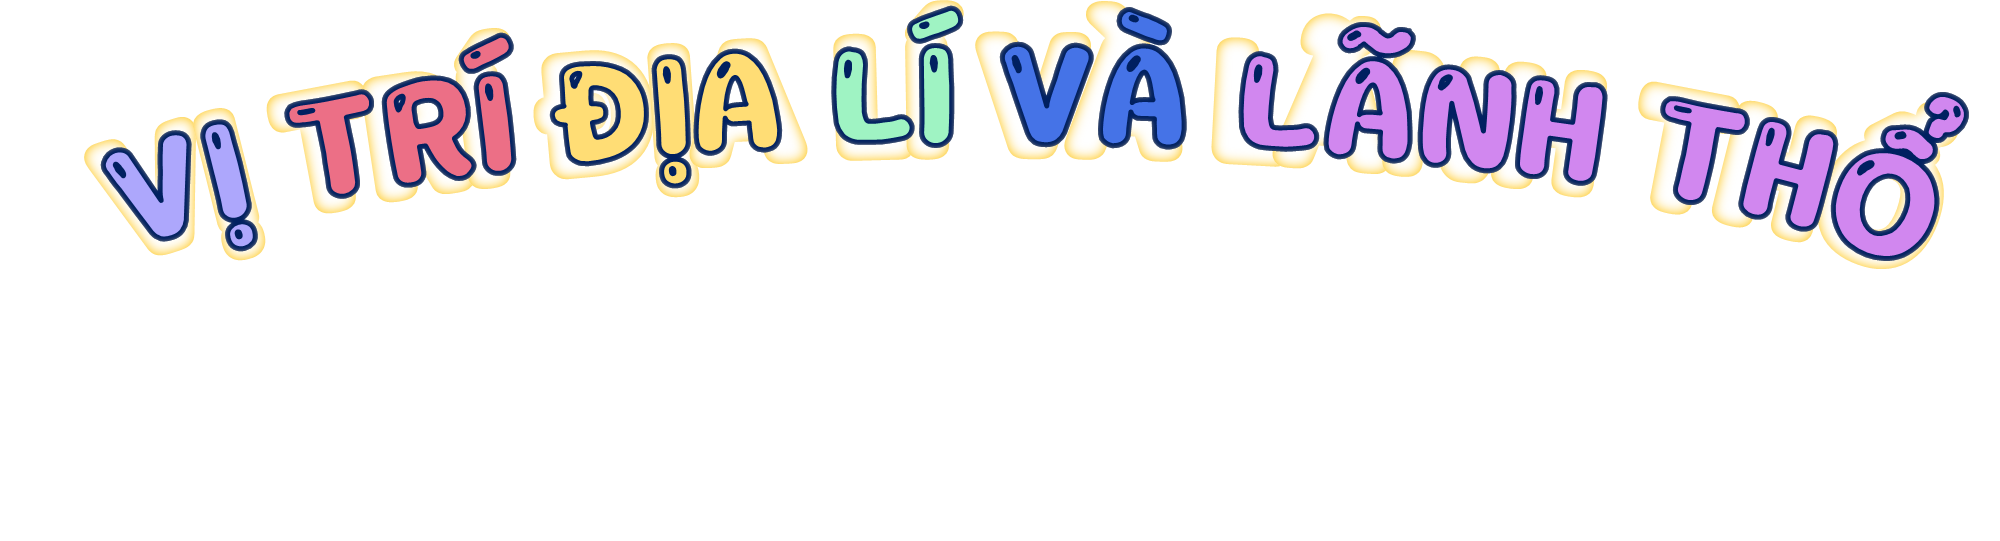 VỊ TRÍ ĐỊA LÍ VÀ LÃNH THỔ